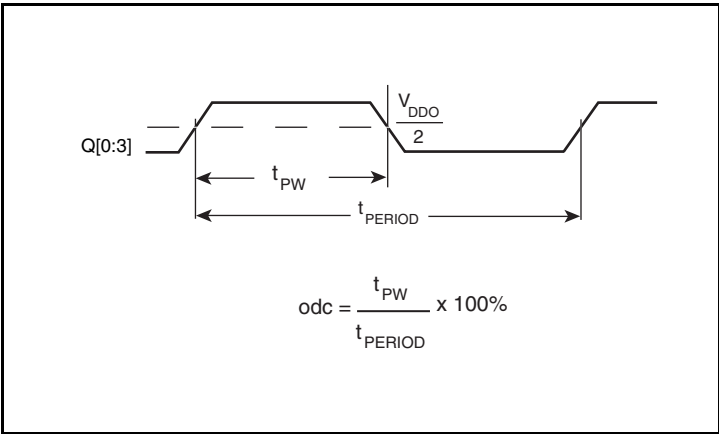 V_DDO
2
Q[0:3]
t_PW
t_PERIOD
odc = t_PW / t_PERIOD x 100%